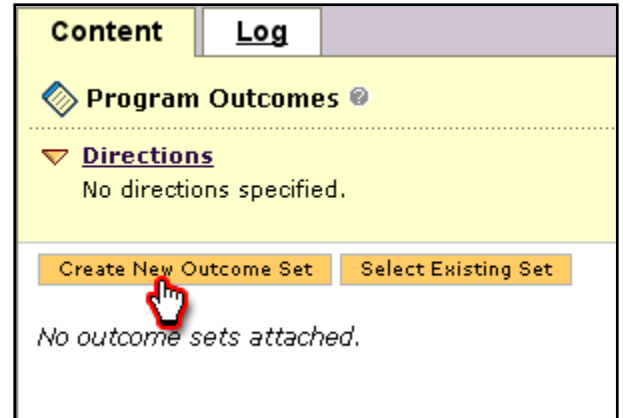 Content Log
Program Outcomes
Directions
No directions specified.
Create New Outcome Set Select Existing Set
No outcome sets attached.